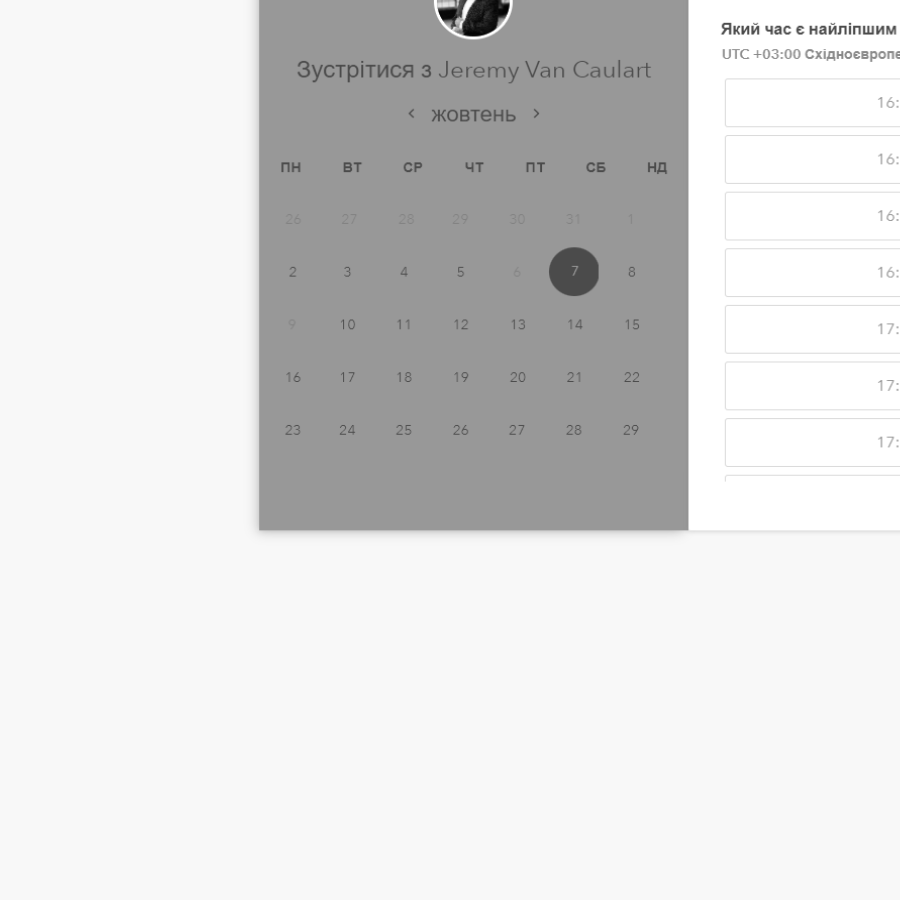 Зустрітися з Jeremy Van Caulart
‹ жовтень ›
ПН ВТ СР ЧТ ПТ СБ НД
26 27 28 29 30 31 1
2 3 4 5 6 7 8
9 10 11 12 13 14 15
16 17 18 19 20 21 22
23 24 25 26 27 28 29
Який час є найліпшим
UTC +03:00
16:
16:
16:
16:
17:
17:
17: